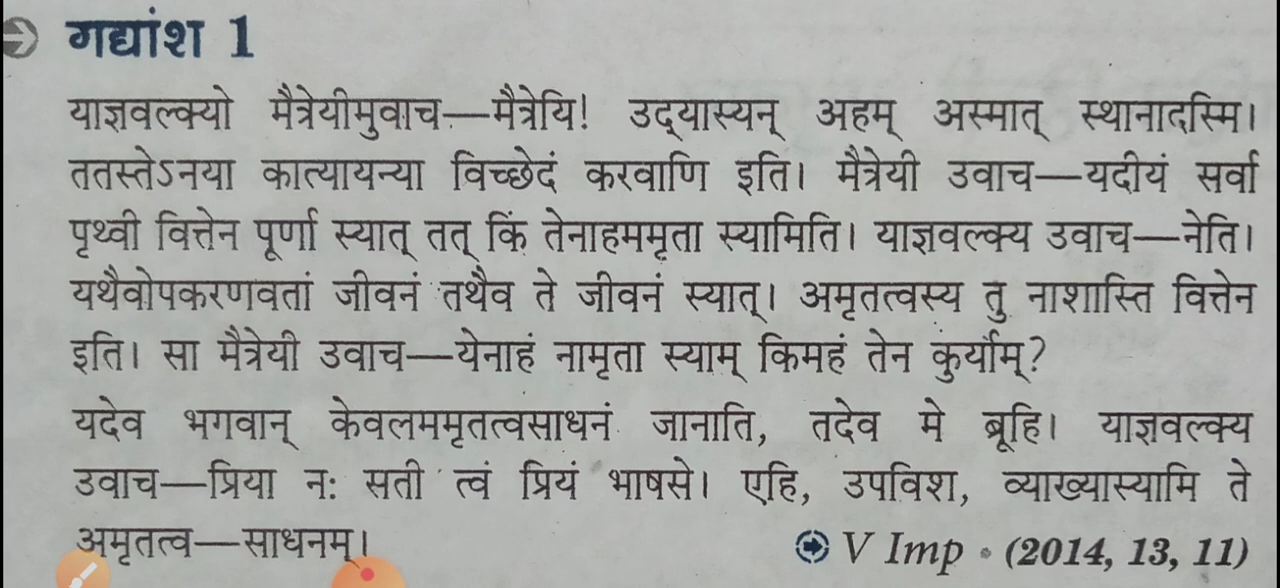 गद्यांश 1
याज्ञवल्क्यो मैत्रेयीमुवाच—मैत्रेयि! उद्‌यास्यन् अहम् अस्मात् स्थानादस्मि।
ततस्तेऽनया कात्यायन्या विच्छेदं करवाणि इति। मैत्रेयी उवाच—यदीयं सर्वा
पृथ्वी वित्तेन पूर्णा स्यात् तत् किं तेनाहममृता स्यामिति। याज्ञवल्क्य उवाच—नेति।
यथैवोपकरणवतां जीवनं तथैव ते जीवनं स्यात्। अमृतत्वस्य तु नाशास्ति वित्तेन
इति। सा मैत्रेयी उवाच—येनाहं नामृता स्याम् किमहं तेन कुर्याम्?
यदेव भगवान् केवलममृतत्वसाधनं जानाति, तदेव मे ब्रूहि। याज्ञवल्क्य
उवाच—प्रिया नः सती त्वं प्रियं भाषसे। एहि, उपविश, व्याख्यास्यामि ते
अमृतत्व—साधनम्। V Imp • (2014, 13, 11)